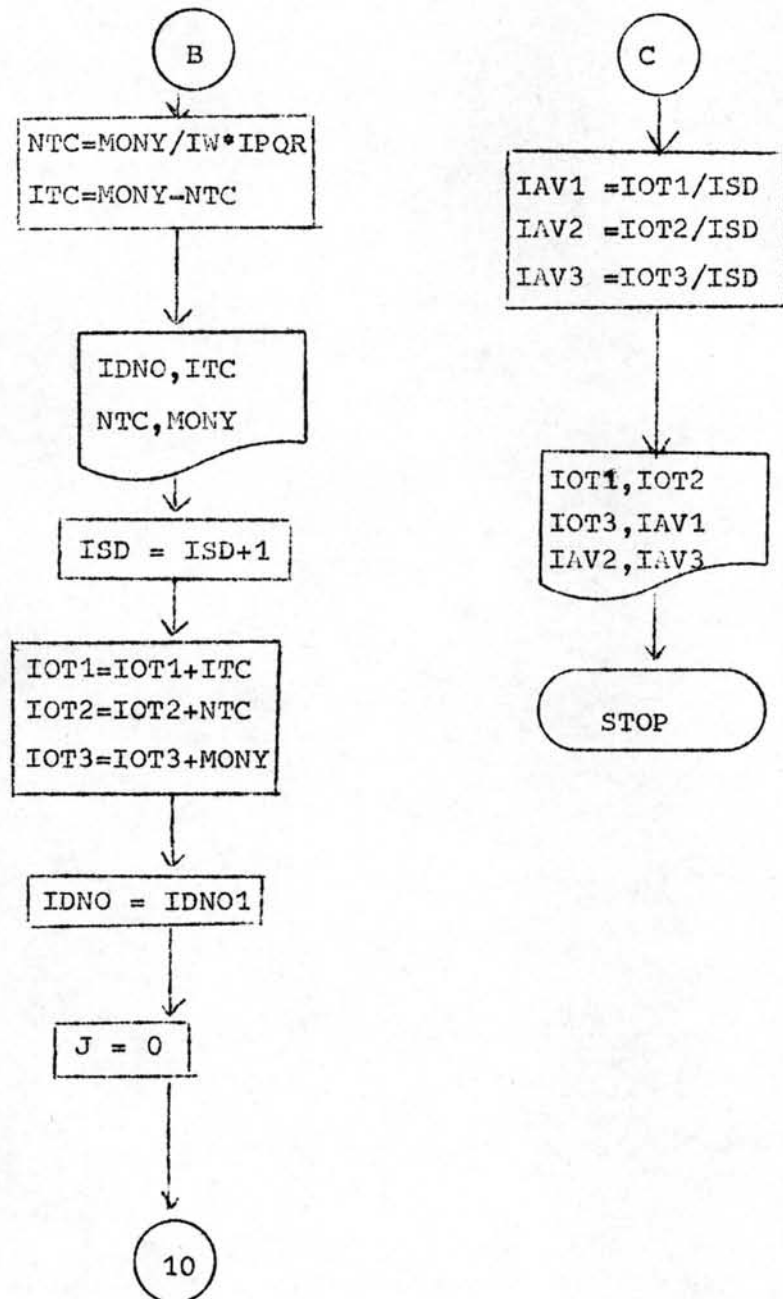 B
NTC=MONY/IW*IPQR
ITC=MONY-NTC
IDNO,ITC
NTC,MONY
ISD = ISD+1
IOT1=IOT1+ITC
IOT2=IOT2+NTC
IOT3=IOT3+MONY
IDNO = IDNO1
J = 0
10
C
IAV1 =IOT1/ISD
IAV2 =IOT2/ISD
IAV3 =IOT3/ISD
IOT1,IOT2
IOT3,IAV1
IAV2,IAV3
STOP